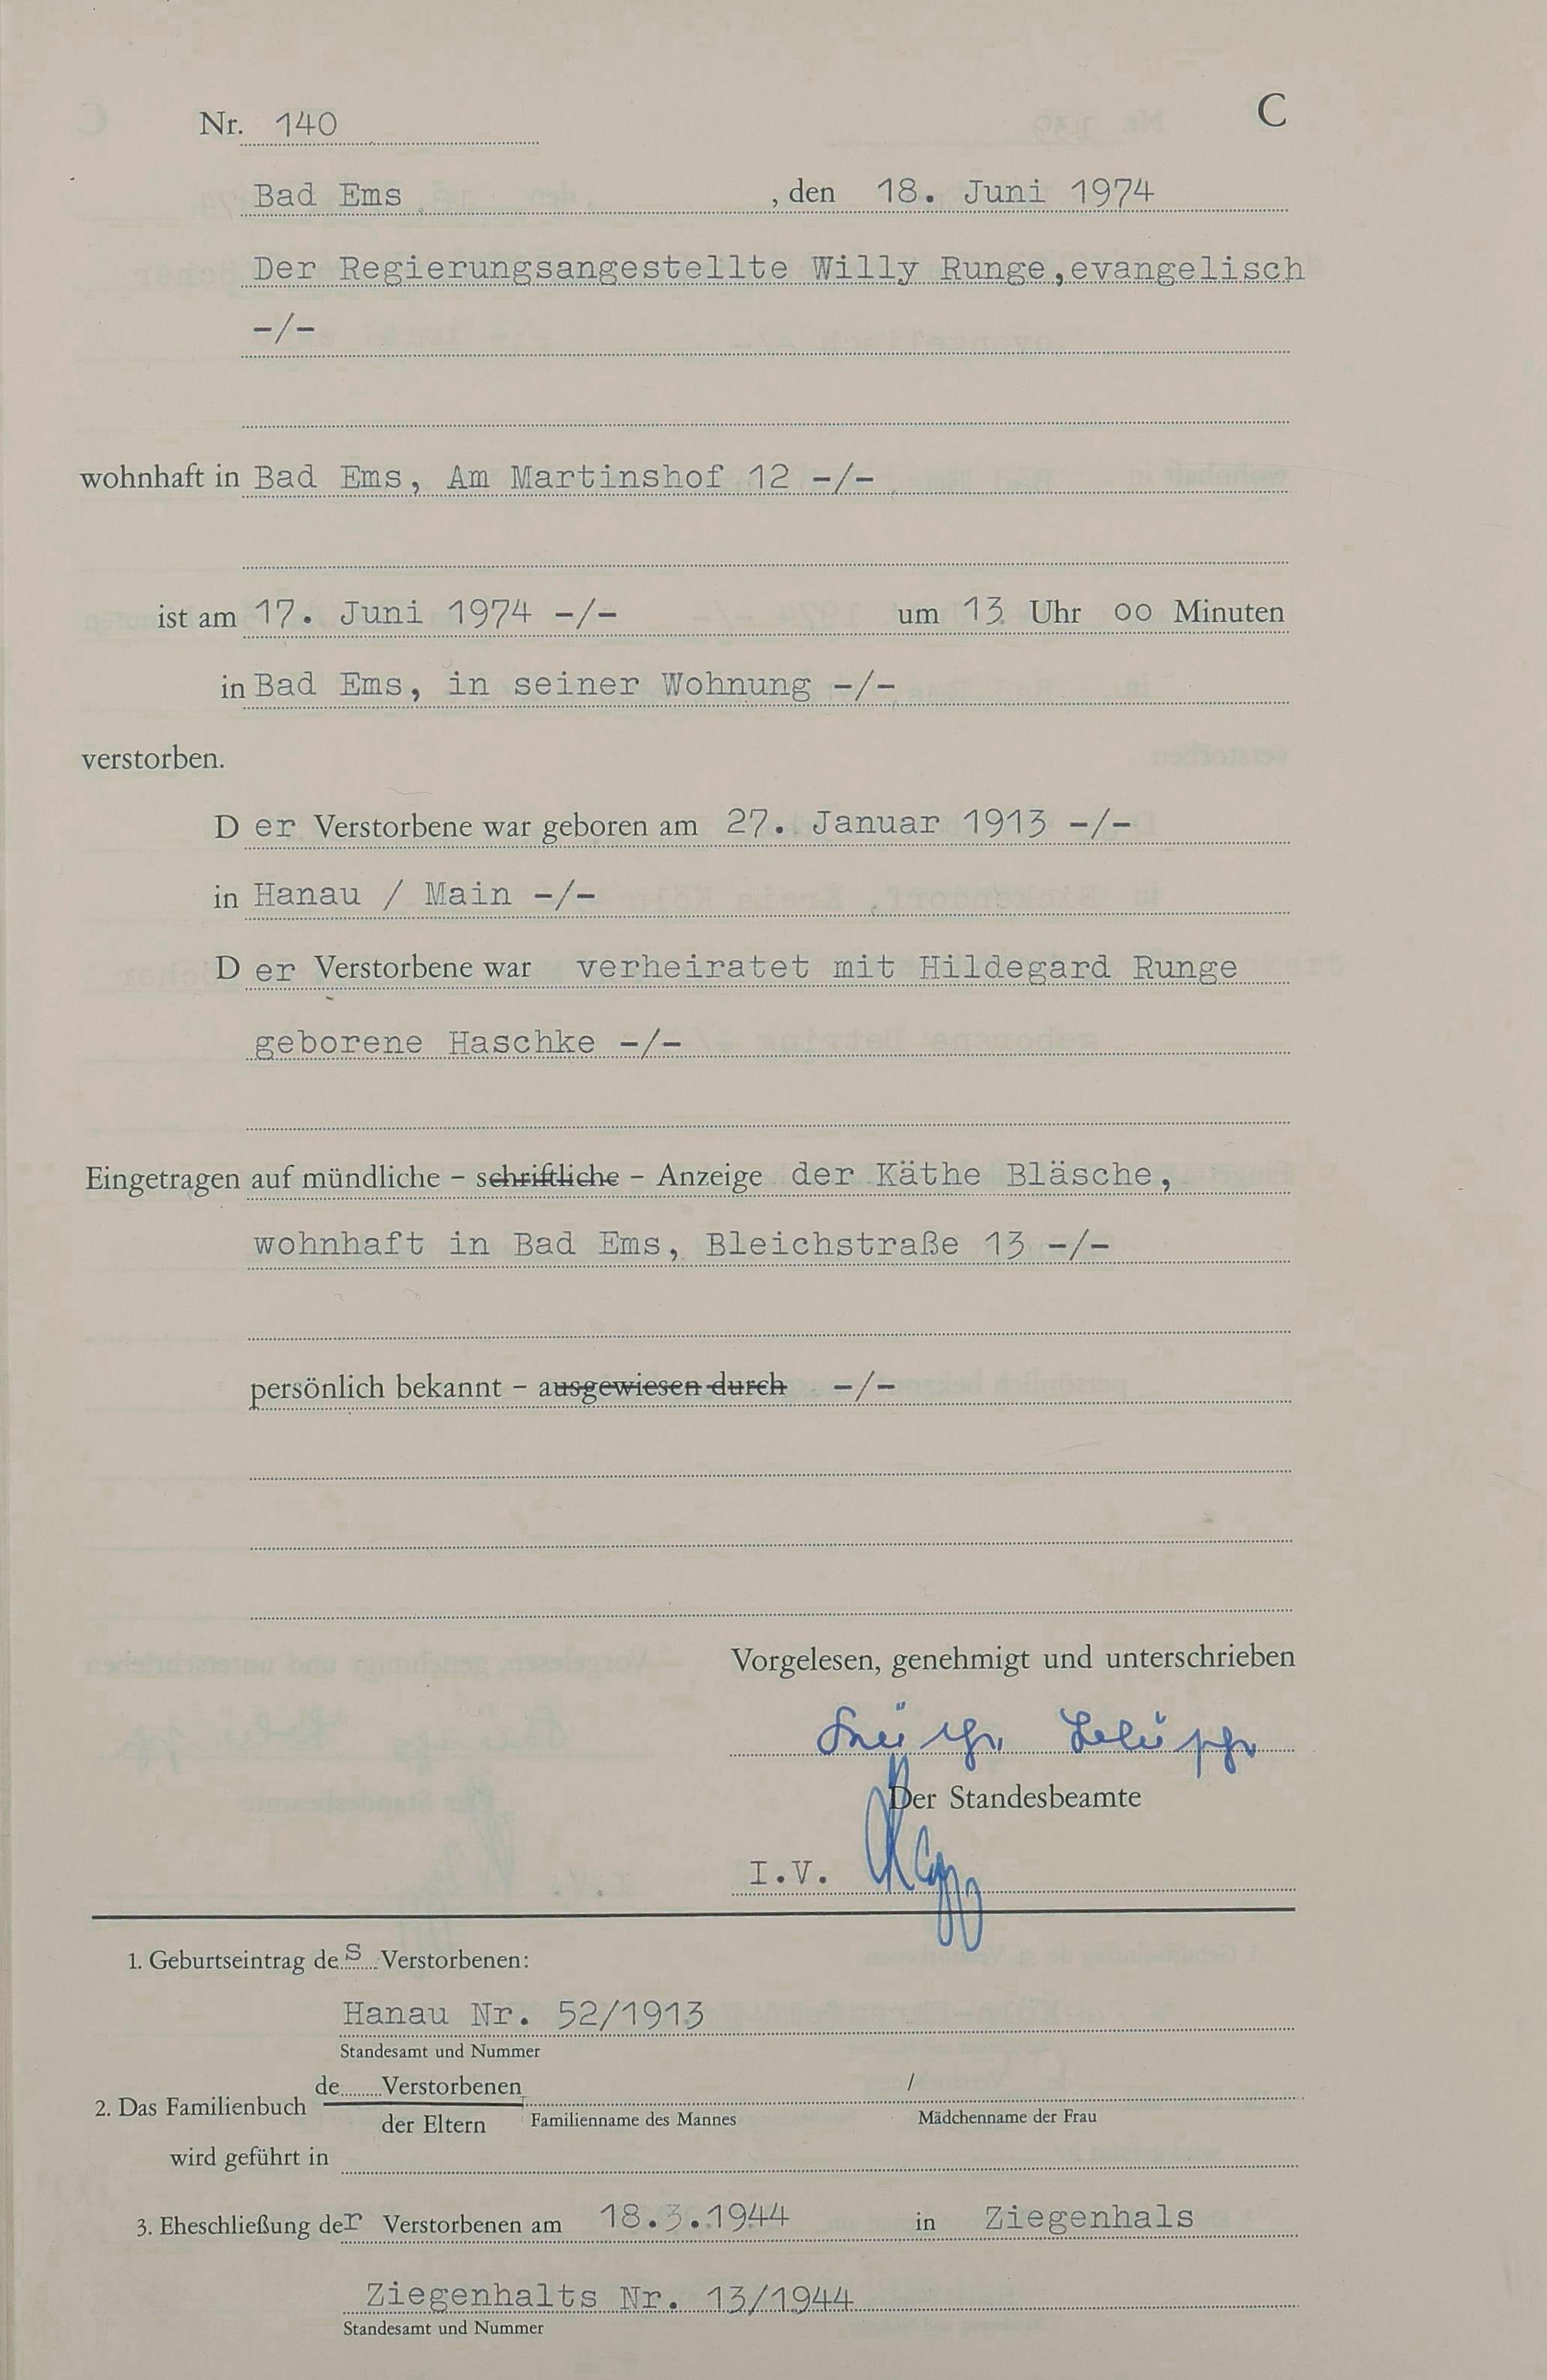 Nr. 140
C
Bad Ems , den 18. Juni 1974
Der Regierungsangestellte Willy Runge, evangelisch
-/-
wohnhaft in Bad Ems, Am Martinshof 12 -/-
ist am 17. Juni 1974 -/- um 13 Uhr oo Minuten
in Bad Ems, in seiner Wohnung -/-
verstorben.
D er Verstorbene war geboren am 27. Januar 1913 -/-
in Hanau / Main -/-
D er Verstorbene war verheiratet mit Hildegard Runge
geborene Haschke -/-
Eingetragen auf mündliche – schriftliche – Anzeige der Käthe Bläsche,
wohnhaft in Bad Ems, Bleichstraße 13 -/-
persönlich bekannt – ausgewiesen durch -/-
Vorgelesen, genehmigt und unterschrieben
Käthe Bläsche
Der Standesbeamte
I.V.
1. Geburtseintrag des Verstorbenen:
Hanau Nr. 52/1913
Standesamt und Nummer
de........Verstorbenen /
2. Das Familienbuch
der Eltern Familienname des Mannes Mädchenname der Frau
wird geführt in
3. Eheschließung der Verstorbenen am 18.3.1944 in Ziegenhals
Ziegenhalts Nr. 13/1944
Standesamt und Nummer